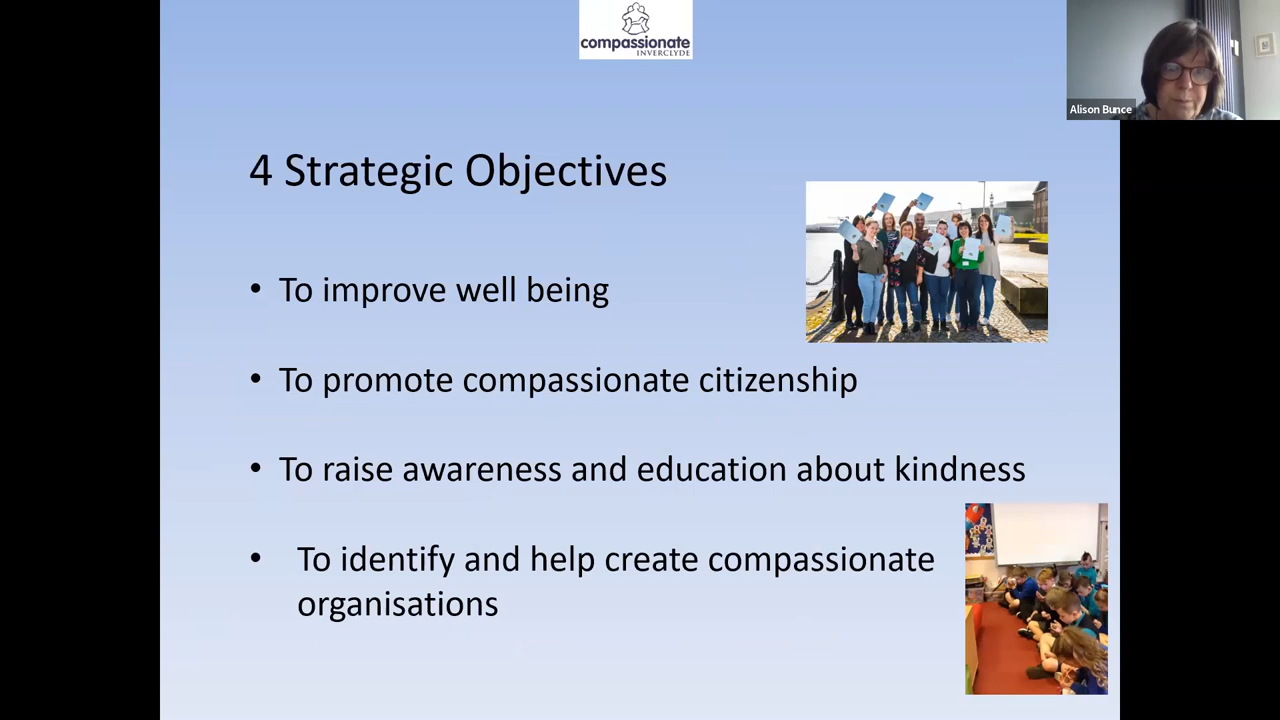 compassionate
INVERCLYDE
Alison Bunce
4 Strategic Objectives
• To improve well being
• To promote compassionate citizenship
• To raise awareness and education about kindness
• To identify and help create compassionate
organisations